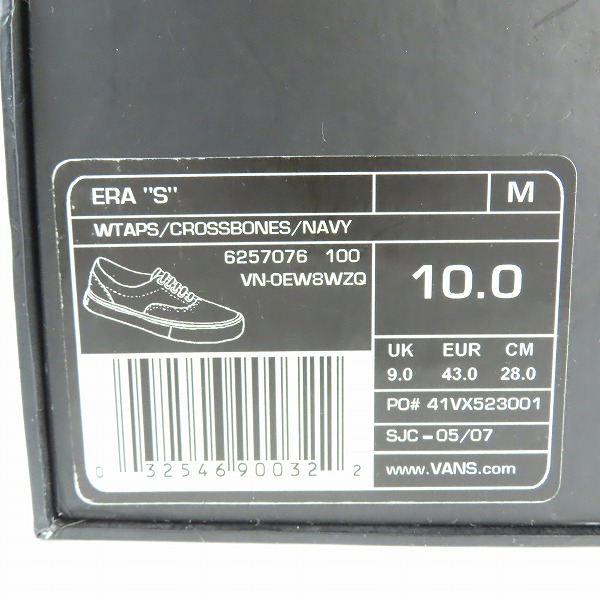 ERA "S" M
WTAPS/CROSSBONES/NAVY
6257076 100
VN-0EW8WZQ
10.0
UK EUR CM
9.0 43.0 28.0
PO# 41VX523001
SJC-05/07
www.VANS.com
0 32546 90032 2